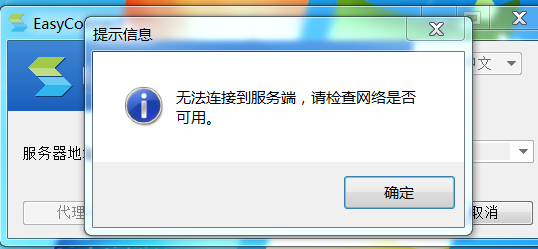 EasyCo
提示信息
中文
无法连接到服务端，请检查网络是否
可用。
服务器地
确定
代理
取消